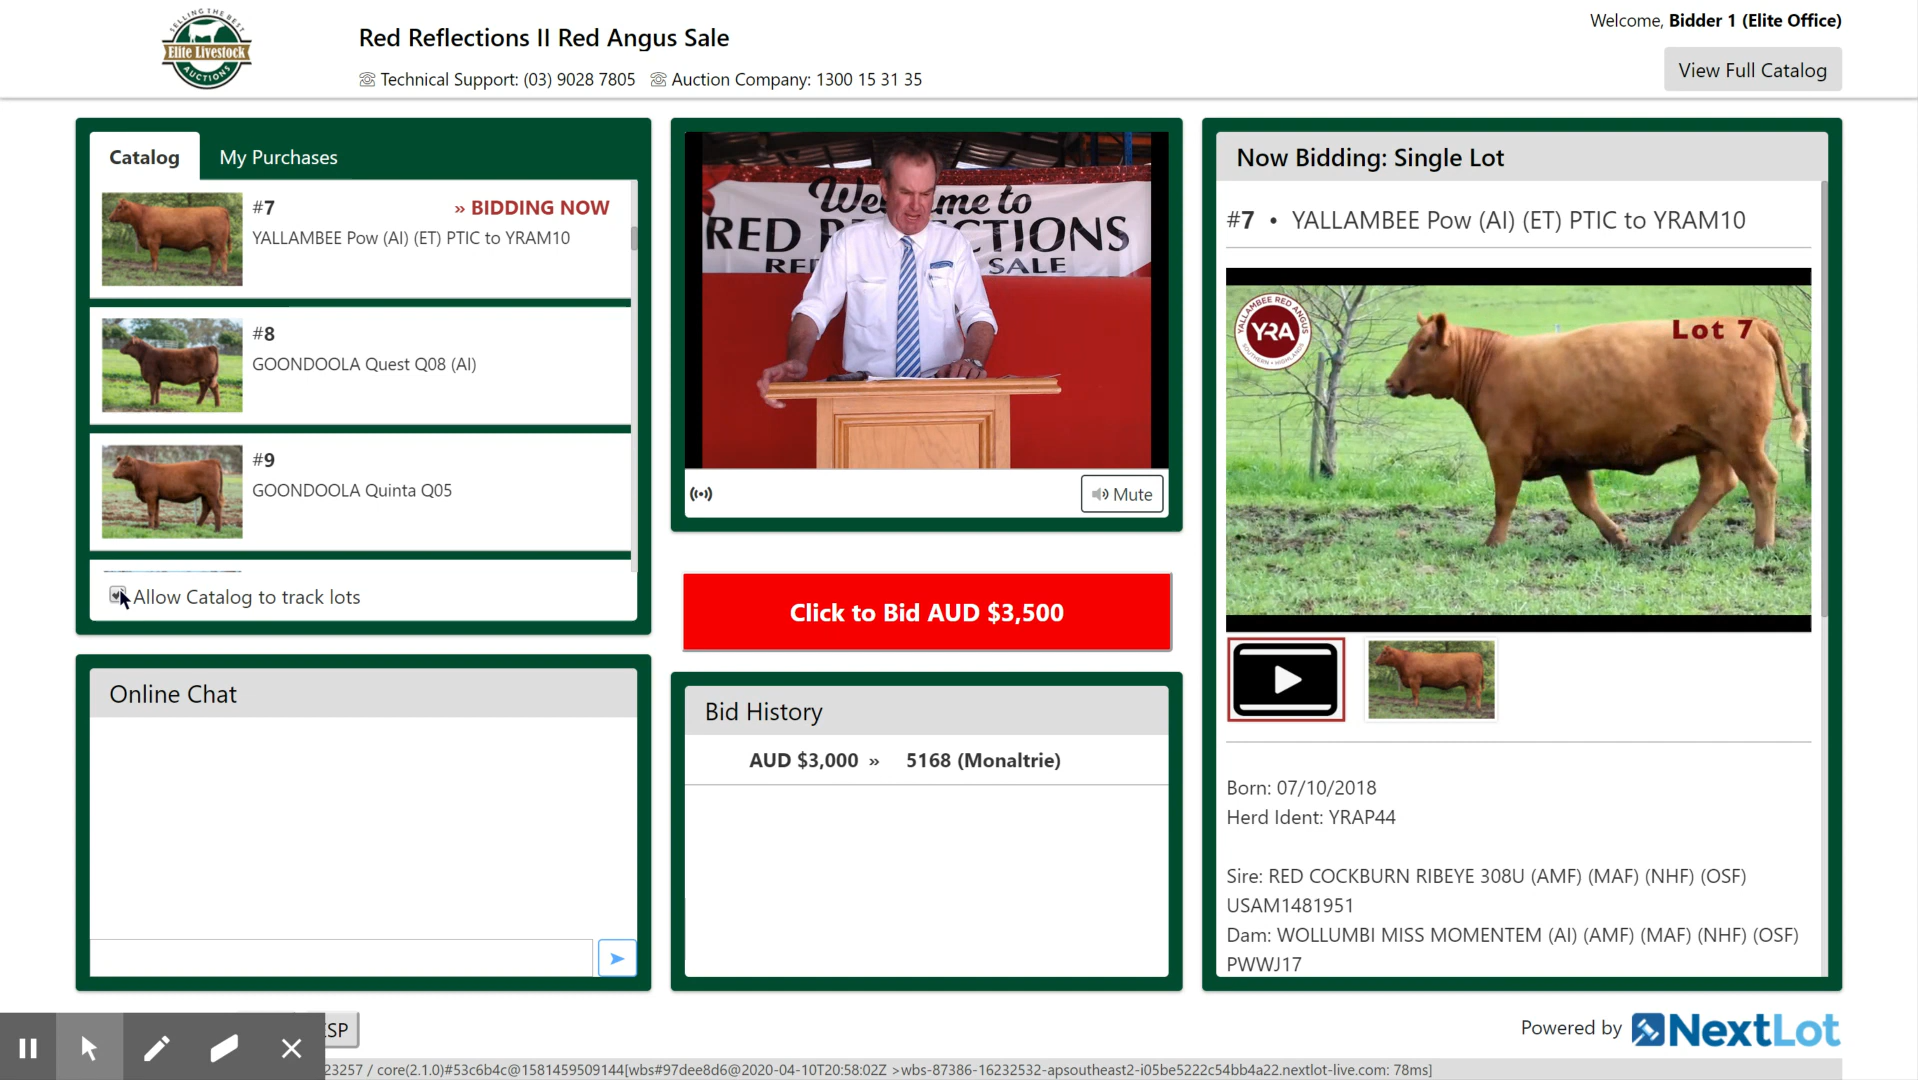 SELLING THE BEST
Elite Livestock
AUCTIONS
Red Reflections II Red Angus Sale
Technical Support: (03) 9028 7805 Auction Company: 1300 15 31 35
Welcome, Bidder 1 (Elite Office)
View Full Catalog
Catalog My Purchases
#7 » BIDDING NOW
YALLAMBEE Pow (AI) (ET) PTIC to YRAM10
#8
GOONDOOLA Quest Q08 (AI)
#9
GOONDOOLA Quinta Q05
Allow Catalog to track lots
Online Chat
Mute
Click to Bid AUD $3,500
Bid History
AUD $3,000 » 5168 (Monaltrie)
Now Bidding: Single Lot
#7 • YALLAMBEE Pow (AI) (ET) PTIC to YRAM10
YALLAMBEE RED ANGUS
YRA
SOUTHERN • HIGHLANDS
Lot 7
Born: 07/10/2018
Herd Ident: YRAP44
Sire: RED COCKBURN RIBEYE 308U (AMF) (MAF) (NHF) (OSF)
USAM1481951
Dam: WOLLUMBI MISS MOMENTEM (AI) (AMF) (MAF) (NHF) (OSF)
PWWJ17
SP
Powered by NextLot
23257 / core(2.1.0)#53c6b4c@1581459509144[wbs#97dee8d6@2020-04-10T20:58:02Z >wbs-87386-16232532-apsoutheast2-i05be5222c54bb4a22.nextlot-live.com: 78ms]